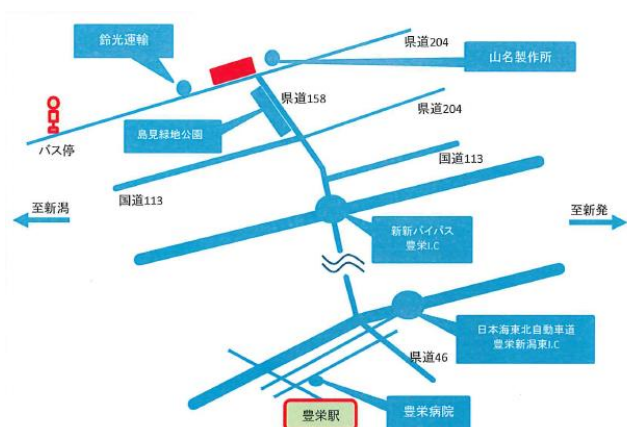 鈴光運輸
県道204
山名製作所
県道158
県道204
島見緑地公園
バス停
国道113
国道113
至新潟
至新発
新新バイパス
豊栄I.C
日本海東北自動車道
豊栄新潟東I.C
県道46
豊栄駅
豊栄病院